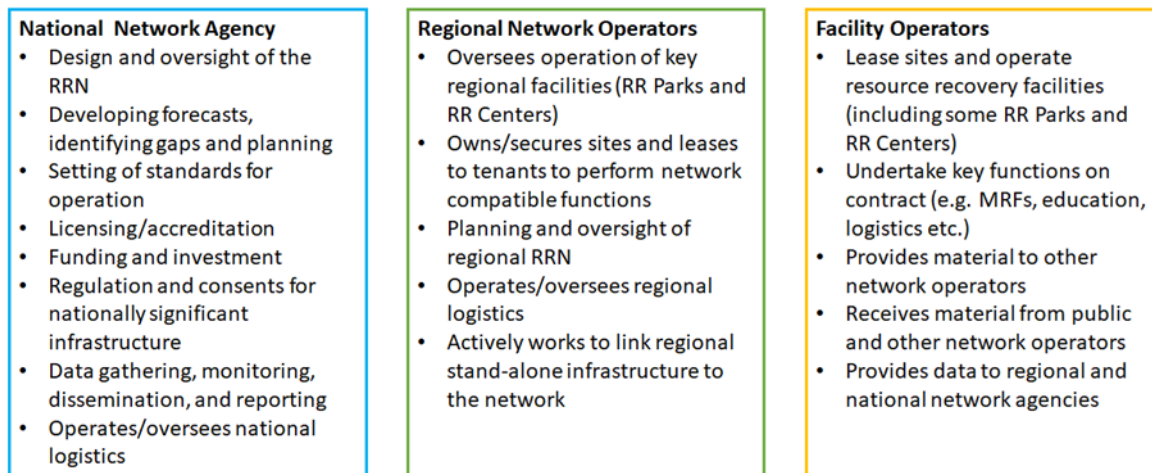 National Network Agency
• Design and oversight of the
RRN
• Developing forecasts,
identifying gaps and planning
• Setting of standards for
operation
• Licensing/accreditation
• Funding and investment
• Regulation and consents for
nationally significant
infrastructure
• Data gathering, monitoring,
dissemination, and reporting
• Operates/oversees national
logistics
Regional Network Operators
• Oversees operation of key
regional facilities (RR Parks and
RR Centers)
• Owns/secures sites and leases
to tenants to perform network
compatible functions
• Planning and oversight of
regional RRN
• Operates/oversees regional
logistics
• Actively works to link regional
stand-alone infrastructure to
the network
Facility Operators
• Lease sites and operate
resource recovery facilities
(including some RR Parks and
RR Centers)
• Undertake key functions on
contract (e.g. MRFs, education,
logistics etc.)
• Provides material to other
network operators
• Receives material from public
and other network operators
• Provides data to regional and
national network agencies